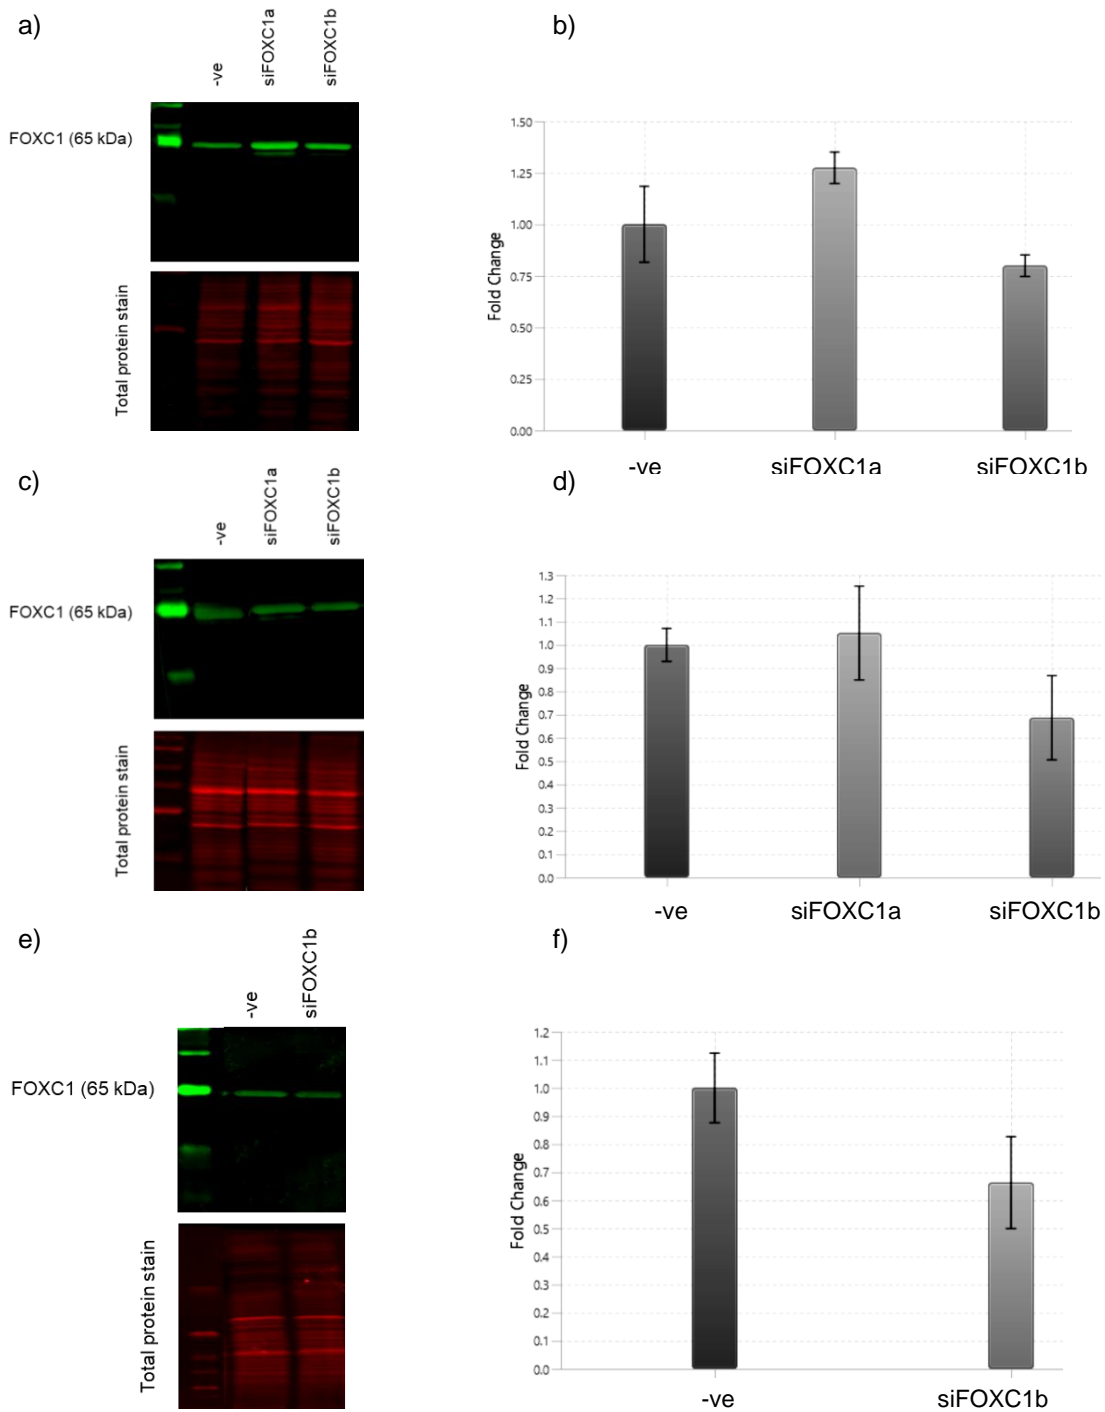 a)
-ve
siFOXC1a
siFOXC1b
FOXC1 (65 kDa)
Total protein stain
b)
Fold Change
1.50
1.25
1.00
0.75
0.50
0.25
0.00
-ve siFOXC1a siFOXC1b
c)
-ve
siFOXC1a
siFOXC1b
FOXC1 (65 kDa)
Total protein stain
d)
Fold Change
1.3
1.2
1.1
1.0
0.9
0.8
0.7
0.6
0.5
0.4
0.3
0.2
0.1
0.0
-ve siFOXC1a siFOXC1b
e)
-ve
siFOXC1b
FOXC1 (65 kDa)
Total protein stain
f)
Fold Change
1.2
1.1
1.0
0.9
0.8
0.7
0.6
0.5
0.4
0.3
0.2
0.1
0.0
-ve siFOXC1b